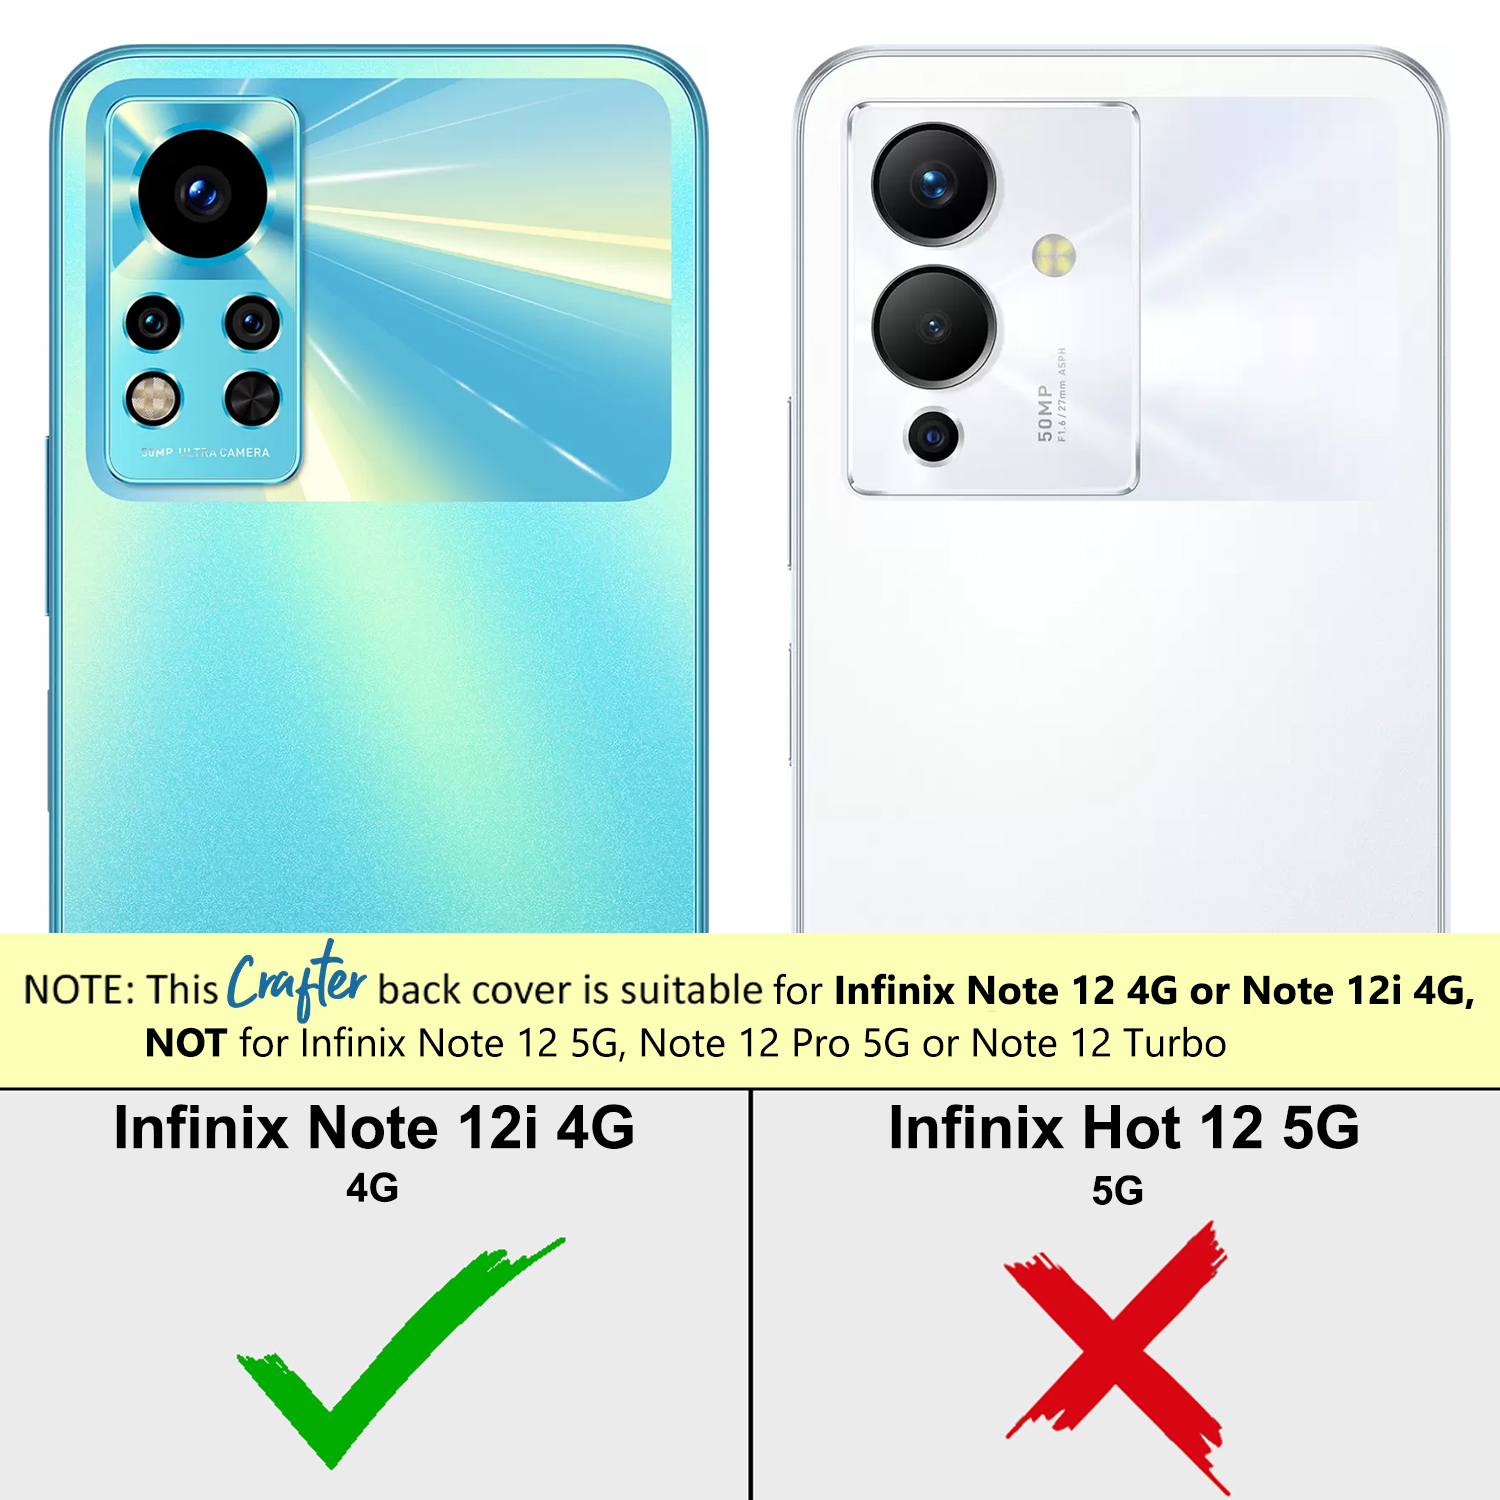 50MP ULTRA CAMERA
50MP
F1.6 / 27mm ASPH
NOTE: This Crafter back cover is suitable for Infinix Note 12 4G or Note 12i 4G,
NOT for Infinix Note 12 5G, Note 12 Pro 5G or Note 12 Turbo
Infinix Note 12i 4G
4G
Infinix Hot 12 5G
5G